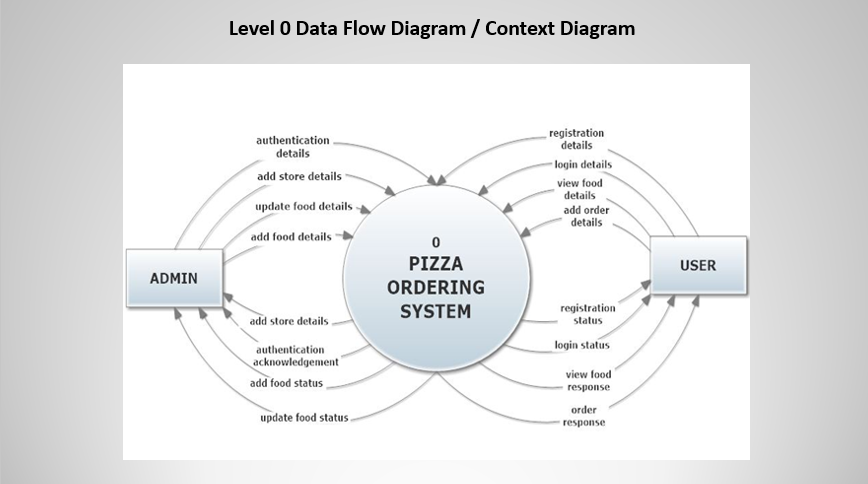 Level 0 Data Flow Diagram / Context Diagram
authentication
details
add store details
update food details
add food details
registration
details
login details
view food
details
add order
details
ADMIN
0
PIZZA
ORDERING
SYSTEM
USER
add store details
authentication
acknowledgement
add food status
update food status
registration
status
login status
view food
response
order
response